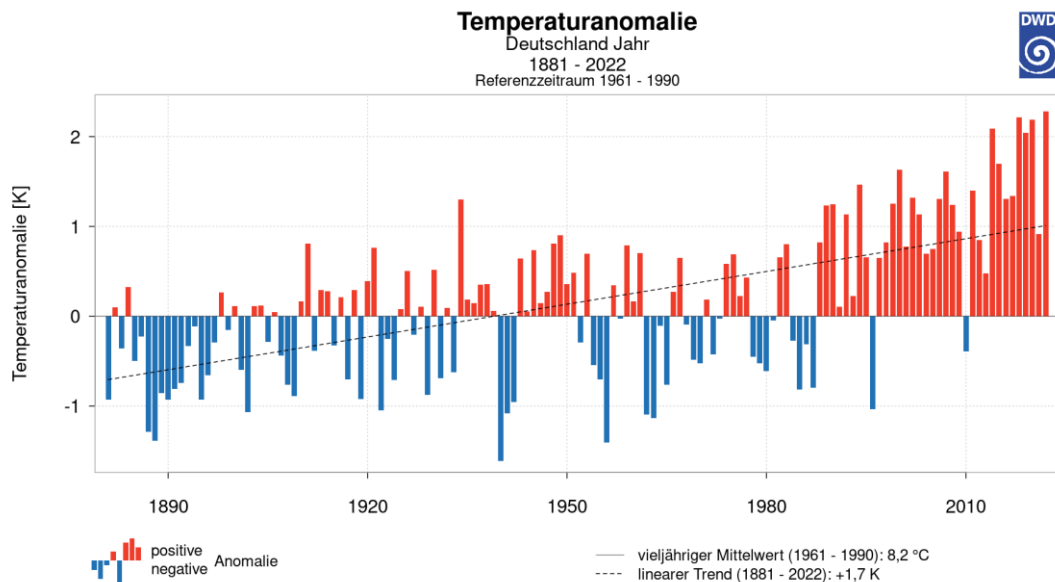 Temperaturanomalie
Deutschland Jahr
1881 - 2022
Referenzzeitraum 1961 - 1990
DWD
Temperaturanomalie [K]
2
1
0
-1
1890 1920 1950 1980 2010
positive
negative
Anomalie
vieljähriger Mittelwert (1961 - 1990): 8,2 °C
linearer Trend (1881 - 2022): +1,7 K